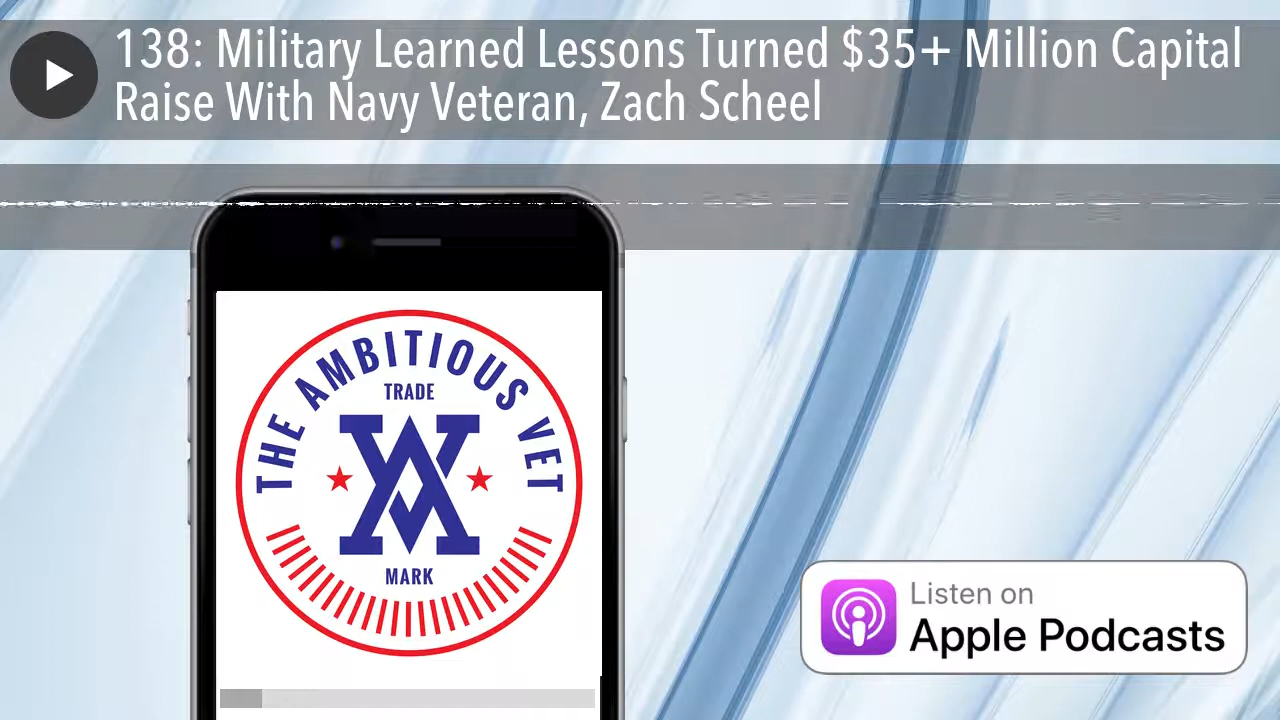 138: Military Learned Lessons Turned $35+ Million Capital
Raise With Navy Veteran, Zach Scheel
THE AMBITIOUS VET
TRADE
MARK
Listen on
Apple Podcasts